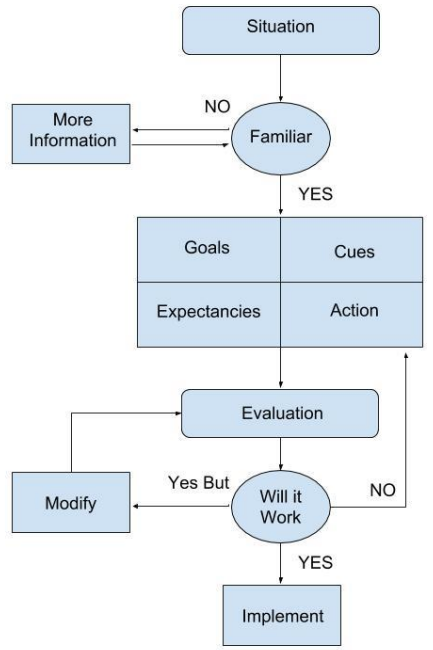 Situation
NO
More
Information
Familiar
YES
Goals
Cues
Expectancies
Action
Evaluation
Yes But
Will it
Work
NO
Modify
YES
Implement